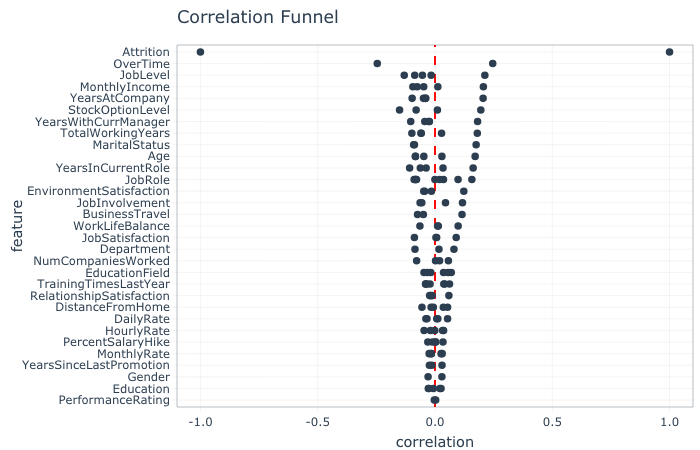 Correlation Funnel
Attrition
OverTime
JobLevel
MonthlyIncome
YearsAtCompany
StockOptionLevel
YearsWithCurrManager
TotalWorkingYears
MaritalStatus
Age
YearsInCurrentRole
JobRole
EnvironmentSatisfaction
JobInvolvement
BusinessTravel
WorkLifeBalance
JobSatisfaction
Department
NumCompaniesWorked
EducationField
TrainingTimesLastYear
RelationshipSatisfaction
DistanceFromHome
DailyRate
HourlyRate
PercentSalaryHike
MonthlyRate
YearsSinceLastPromotion
Gender
Education
PerformanceRating
feature
-1.0 -0.5 0.0 0.5 1.0
correlation